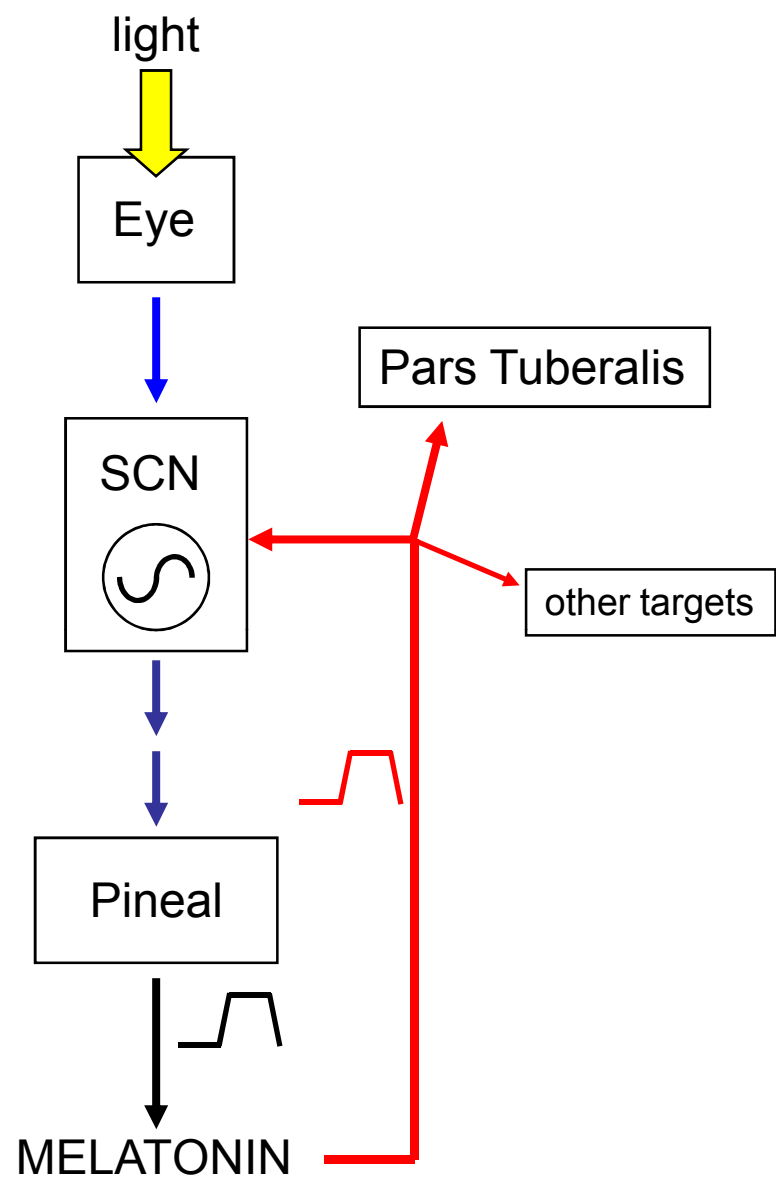 light
Eye
Pars Tuberalis
SCN
other targets
Pineal
MELATONIN